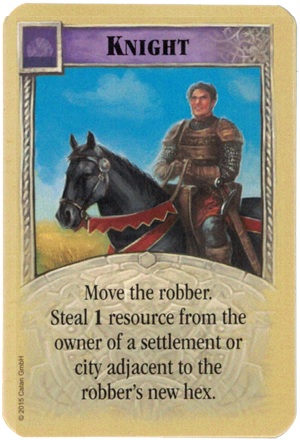 KNIGHT
Move the robber.
Steal 1 resource from the
owner of a settlement or
city adjacent to the
robber's new hex.
© 2015 Catan GmbH